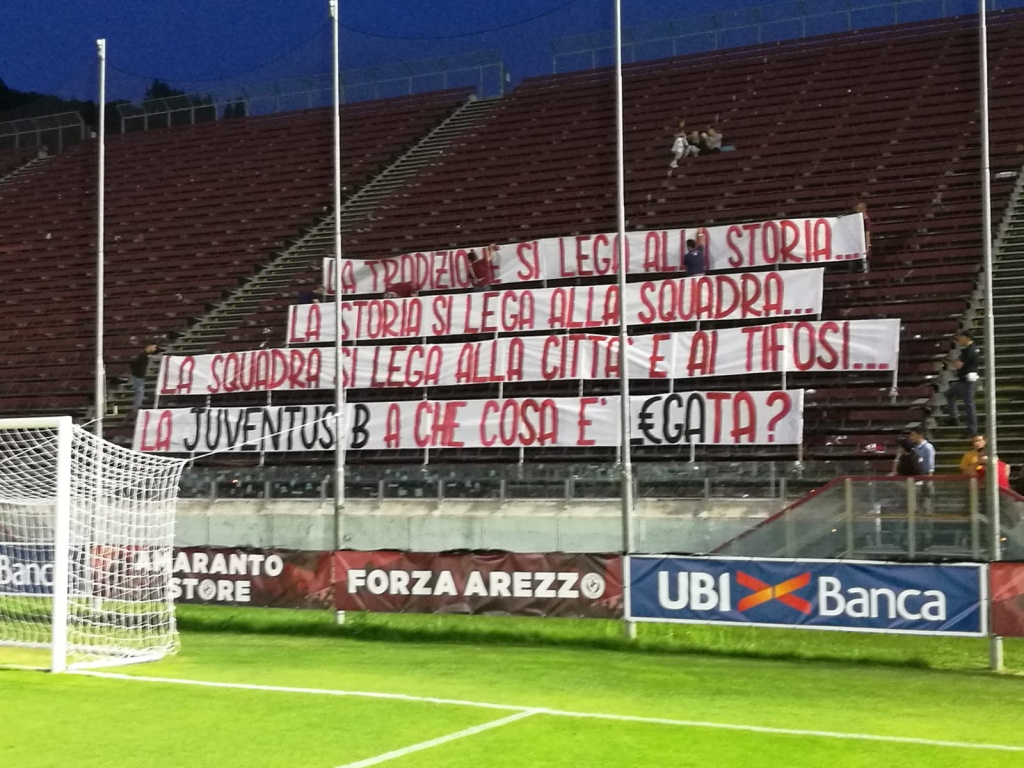 LA TRADIZIONE SI LEGA ALLA STORIA...
LA STORIA SI LEGA ALLA SQUADRA...
LA SQUADRA SI LEGA ALLA CITTA' E AI TIFOSI...
LA JUVENTUS B A CHE COSA E' L€GATA?
Banca
AMARANTO
STORE
FORZA AREZZO
UBI Banca